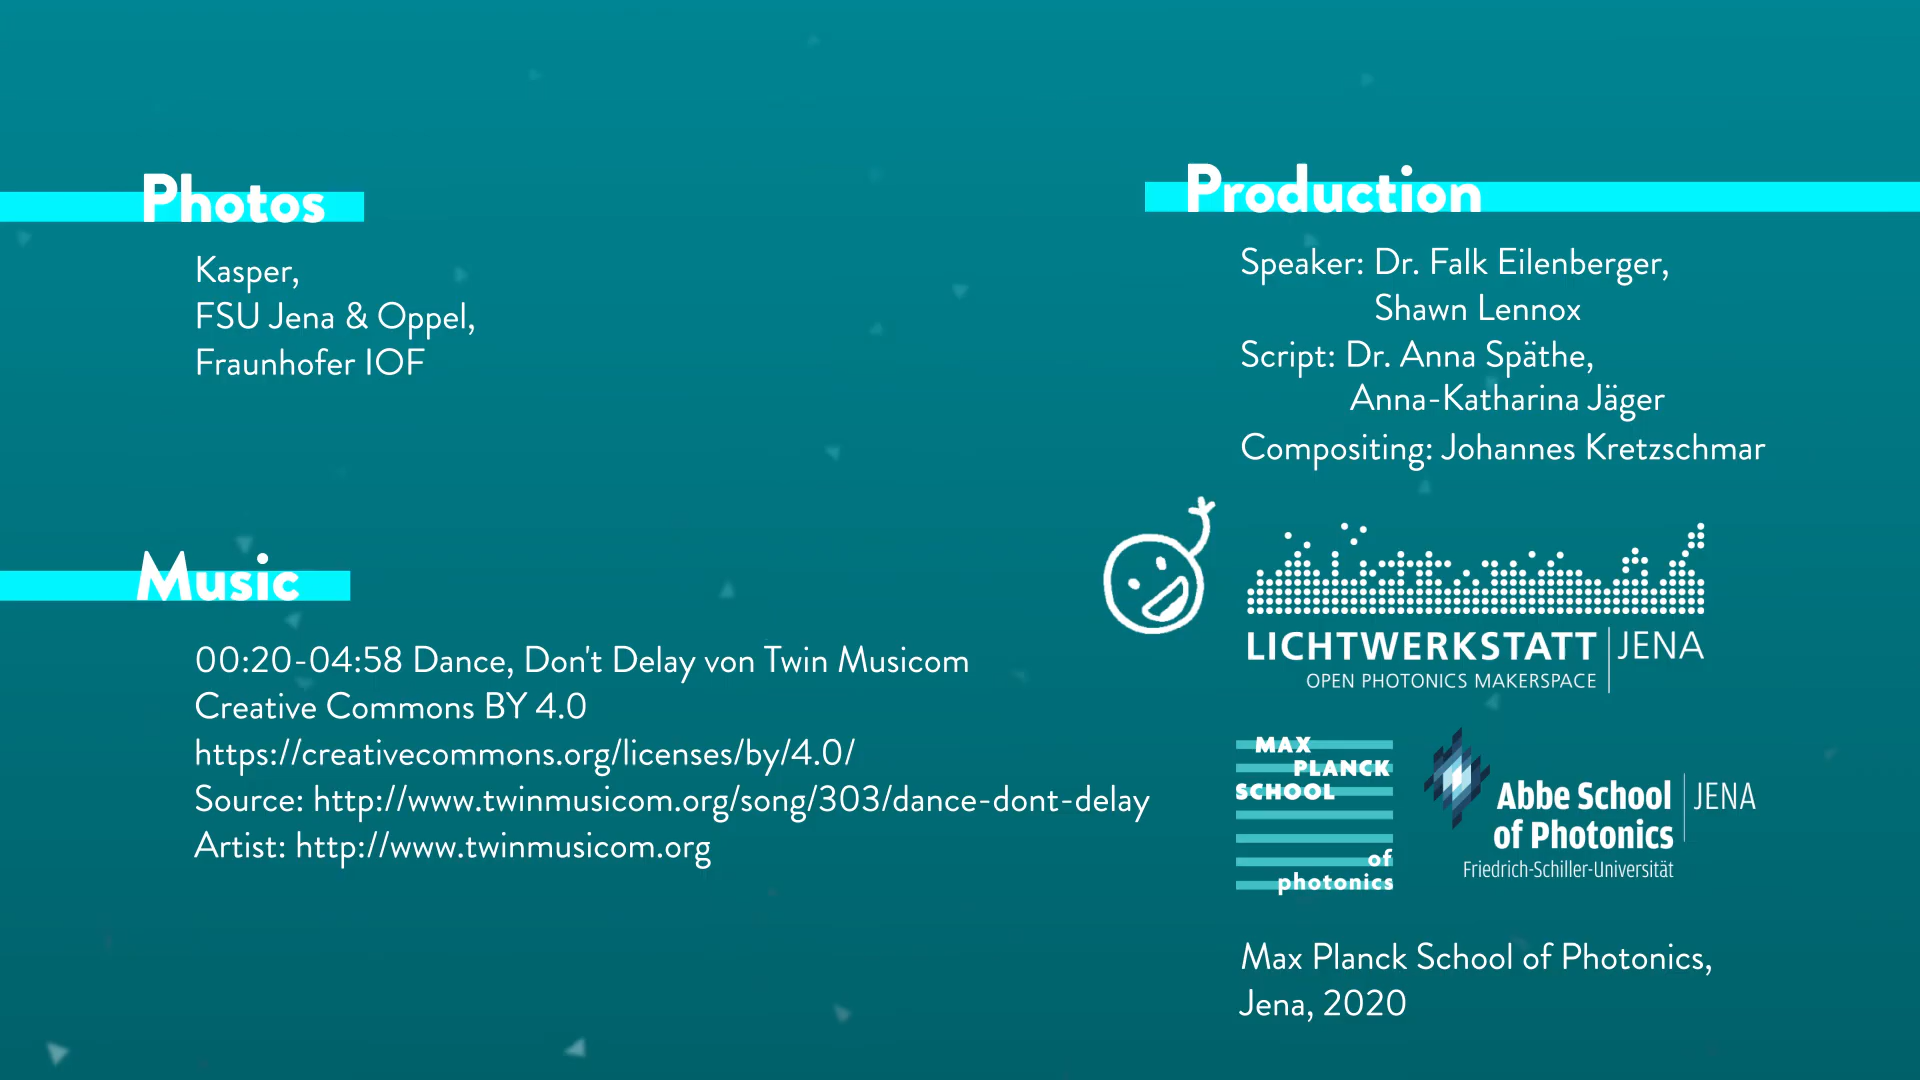 Photos
Kasper,
FSU Jena & Oppel,
Fraunhofer IOF
Music
00:20-04:58 Dance, Don't Delay von Twin Musicom
Creative Commons BY 4.0
https://creativecommons.org/licenses/by/4.0/
Source: http://www.twinmusicom.org/song/303/dance-dont-delay
Artist: http://www.twinmusicom.org
Production
Speaker: Dr. Falk Eilenberger,
Shawn Lennox
Script: Dr. Anna Späthe,
Anna-Katharina Jäger
Compositing: Johannes Kretzschmar
LICHTWERKSTATT JENA
OPEN PHOTONICS MAKERSPACE
MAX
PLANCK
SCHOOL
of
photonics
Abbe School JENA
of Photonics
Friedrich-Schiller-Universität
Max Planck School of Photonics,
Jena, 2020